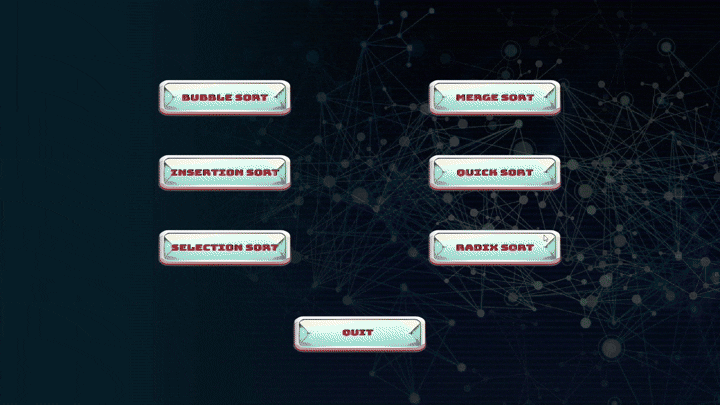 BUBBLE SORT
MERGE SORT
INSERTION SORT
QUICK SORT
SELECTION SORT
RADIX SORT
QUIT